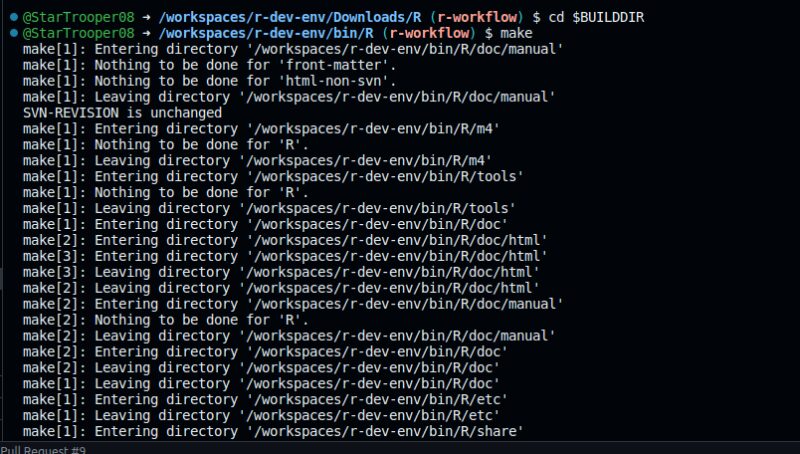 @StarTrooper08 → /workspaces/r-dev-env/Downloads/R (r-workflow) $ cd $BUILDDIR
@StarTrooper08 → /workspaces/r-dev-env/bin/R (r-workflow) $ make
make[1]: Entering directory '/workspaces/r-dev-env/bin/R/doc/manual'
make[1]: Nothing to be done for 'front-matter'.
make[1]: Nothing to be done for 'html-non-svn'.
make[1]: Leaving directory '/workspaces/r-dev-env/bin/R/doc/manual'
SVN-REVISION is unchanged
make[1]: Entering directory '/workspaces/r-dev-env/bin/R/m4'
make[1]: Nothing to be done for 'R'.
make[1]: Leaving directory '/workspaces/r-dev-env/bin/R/m4'
make[1]: Entering directory '/workspaces/r-dev-env/bin/R/tools'
make[1]: Nothing to be done for 'R'.
make[1]: Leaving directory '/workspaces/r-dev-env/bin/R/tools'
make[1]: Entering directory '/workspaces/r-dev-env/bin/R/doc'
make[2]: Entering directory '/workspaces/r-dev-env/bin/R/doc/html'
make[3]: Entering directory '/workspaces/r-dev-env/bin/R/doc/html'
make[3]: Leaving directory '/workspaces/r-dev-env/bin/R/doc/html'
make[2]: Leaving directory '/workspaces/r-dev-env/bin/R/doc/html'
make[2]: Entering directory '/workspaces/r-dev-env/bin/R/doc/manual'
make[2]: Nothing to be done for 'R'.
make[2]: Leaving directory '/workspaces/r-dev-env/bin/R/doc/manual'
make[2]: Entering directory '/workspaces/r-dev-env/bin/R/doc'
make[2]: Leaving directory '/workspaces/r-dev-env/bin/R/doc'
make[1]: Leaving directory '/workspaces/r-dev-env/bin/R/doc'
make[1]: Entering directory '/workspaces/r-dev-env/bin/R/etc'
make[1]: Leaving directory '/workspaces/r-dev-env/bin/R/etc'
make[1]: Entering directory '/workspaces/r-dev-env/bin/R/share'
Pull Request #9